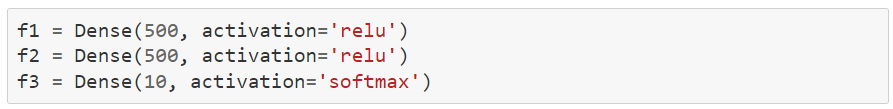 f1 = Dense(500, activation='relu')
f2 = Dense(500, activation='relu')
f3 = Dense(10, activation='softmax')